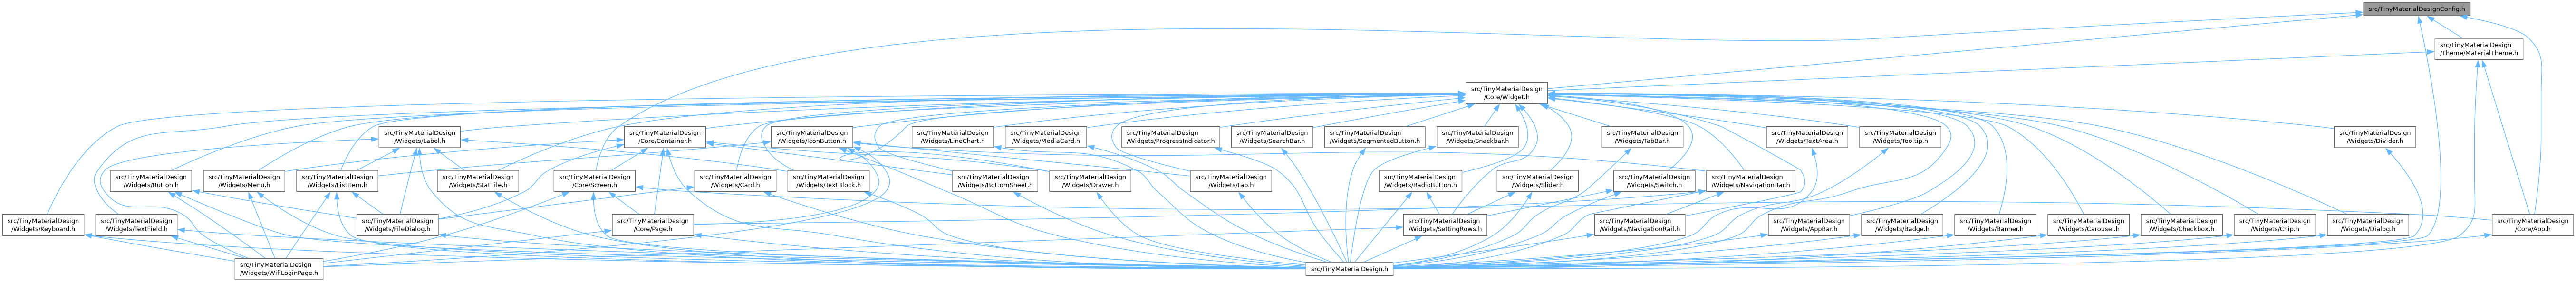 src/TinyMaterialDesignConfig.h
src/TinyMaterialDesign
/Theme/MaterialTheme.h
src/TinyMaterialDesign
/Core/Widget.h
src/TinyMaterialDesign
/Widgets/Label.h
src/TinyMaterialDesign
/Core/Container.h
src/TinyMaterialDesign
/Widgets/IconButton.h
src/TinyMaterialDesign
/Widgets/LineChart.h
src/TinyMaterialDesign
/Widgets/MediaCard.h
src/TinyMaterialDesign
/Widgets/ProgressIndicator.h
src/TinyMaterialDesign
/Widgets/SearchBar.h
src/TinyMaterialDesign
/Widgets/SegmentedButton.h
src/TinyMaterialDesign
/Widgets/Snackbar.h
src/TinyMaterialDesign
/Widgets/TabBar.h
src/TinyMaterialDesign
/Widgets/TextArea.h
src/TinyMaterialDesign
/Widgets/Tooltip.h
src/TinyMaterialDesign
/Widgets/Divider.h
src/TinyMaterialDesign
/Widgets/Button.h
src/TinyMaterialDesign
/Widgets/Menu.h
src/TinyMaterialDesign
/Widgets/ListItem.h
src/TinyMaterialDesign
/Widgets/StatTile.h
src/TinyMaterialDesign
/Core/Screen.h
src/TinyMaterialDesign
/Widgets/Card.h
src/TinyMaterialDesign
/Widgets/TextBlock.h
src/TinyMaterialDesign
/Widgets/BottomSheet.h
src/TinyMaterialDesign
/Widgets/Drawer.h
src/TinyMaterialDesign
/Widgets/Fab.h
src/TinyMaterialDesign
/Widgets/RadioButton.h
src/TinyMaterialDesign
/Widgets/Slider.h
src/TinyMaterialDesign
/Widgets/Switch.h
src/TinyMaterialDesign
/Widgets/NavigationBar.h
src/TinyMaterialDesign
/Widgets/Keyboard.h
src/TinyMaterialDesign
/Widgets/TextField.h
src/TinyMaterialDesign
/Widgets/FileDialog.h
src/TinyMaterialDesign
/Core/Page.h
src/TinyMaterialDesign
/Widgets/SettingRows.h
src/TinyMaterialDesign
/Widgets/NavigationRail.h
src/TinyMaterialDesign
/Widgets/AppBar.h
src/TinyMaterialDesign
/Widgets/Badge.h
src/TinyMaterialDesign
/Widgets/Banner.h
src/TinyMaterialDesign
/Widgets/Carousel.h
src/TinyMaterialDesign
/Widgets/Checkbox.h
src/TinyMaterialDesign
/Widgets/Chip.h
src/TinyMaterialDesign
/Widgets/Dialog.h
src/TinyMaterialDesign
/Core/App.h
src/TinyMaterialDesign
/Widgets/WifiLoginPage.h
src/TinyMaterialDesign.h